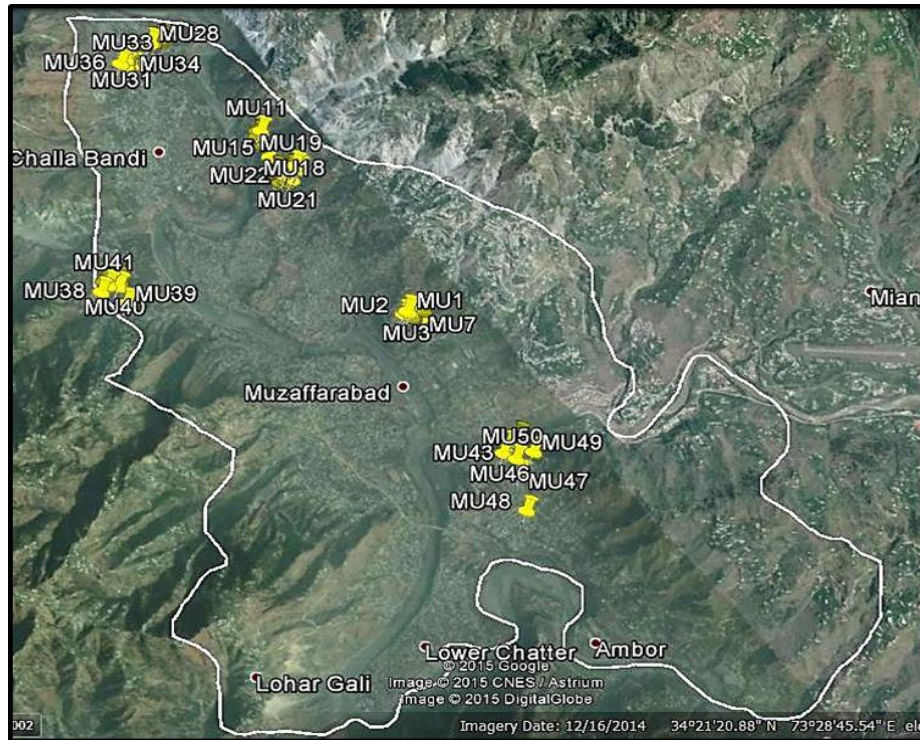 MU33
MU28
MU36
MU34
MU31
MU11
MU15
MU19
Challa Bandi
MU18
MU22
MU21
MU41
MU38
MU39
MU40
MU2
MU1
MU3
MU7
Mian
Muzaffarabad
MU50
MU43
MU49
MU46
MU47
MU48
Lower Chatter
Ambor
© 2015 Google
Image © 2015 CNES / Astrium
Image © 2015 DigitalGlobe
Lohar Gali
002
Imagery Date: 12/16/2014 34°21'20.88" N 73°28'45.54" E ele